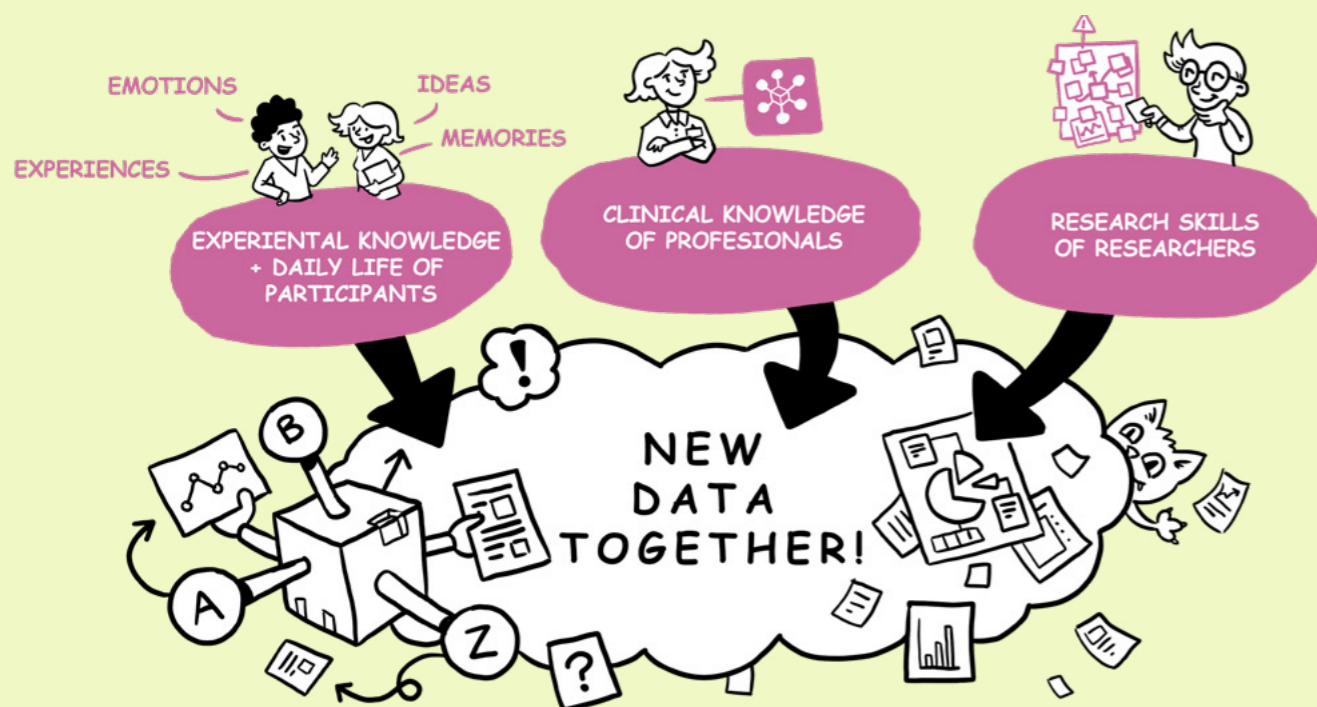 EMOTIONS
IDEAS
MEMORIES
EXPERIENCES
EXPERIENTAL KNOWLEDGE
+ DAILY LIFE OF
PARTICIPANTS
CLINICAL KNOWLEDGE
OF PROFESIONALS
RESEARCH SKILLS
OF RESEARCHERS
!
!
B
NEW
DATA
TOGETHER!
A
Z
?